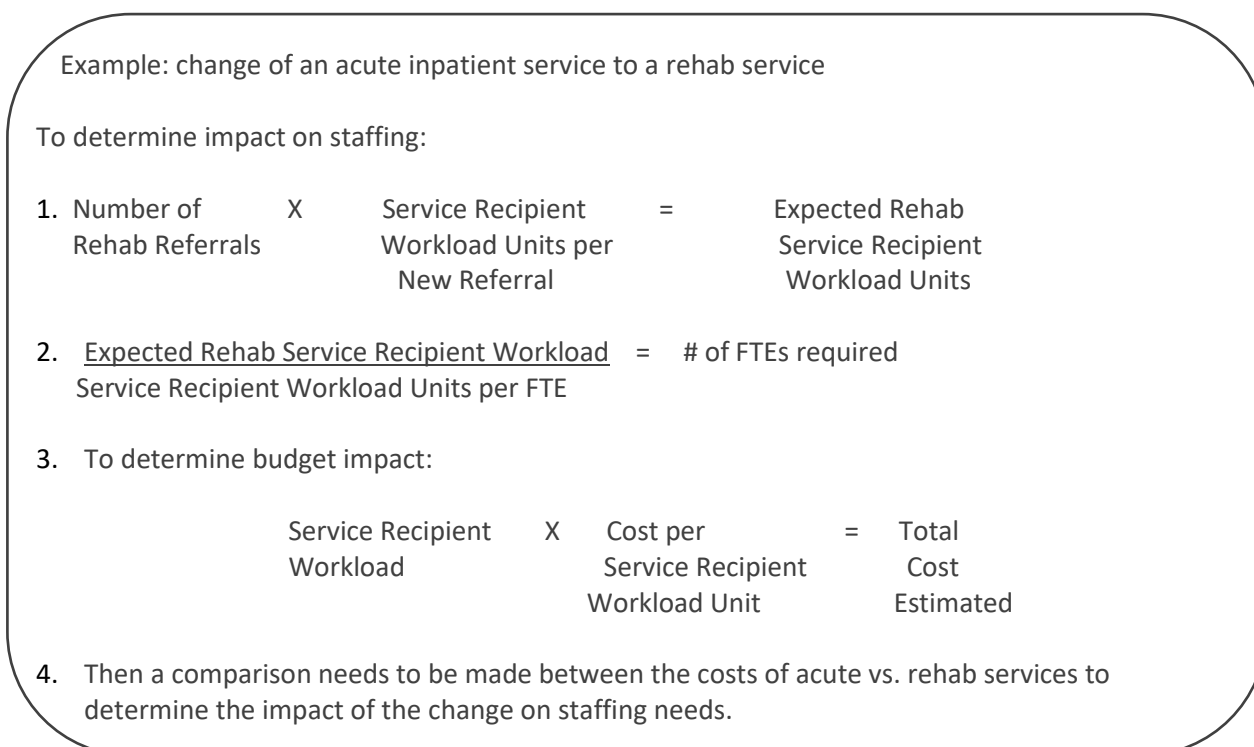 Example: change of an acute inpatient service to a rehab service
To determine impact on staffing:
1. Number of X Service Recipient = Expected Rehab
Rehab Referrals Workload Units per Service Recipient
New Referral Workload Units
2. Expected Rehab Service Recipient Workload = # of FTEs required
Service Recipient Workload Units per FTE
3. To determine budget impact:
Service Recipient X Cost per = Total
Workload Service Recipient Cost
Workload Unit Estimated
4. Then a comparison needs to be made between the costs of acute vs. rehab services to
determine the impact of the change on staffing needs.